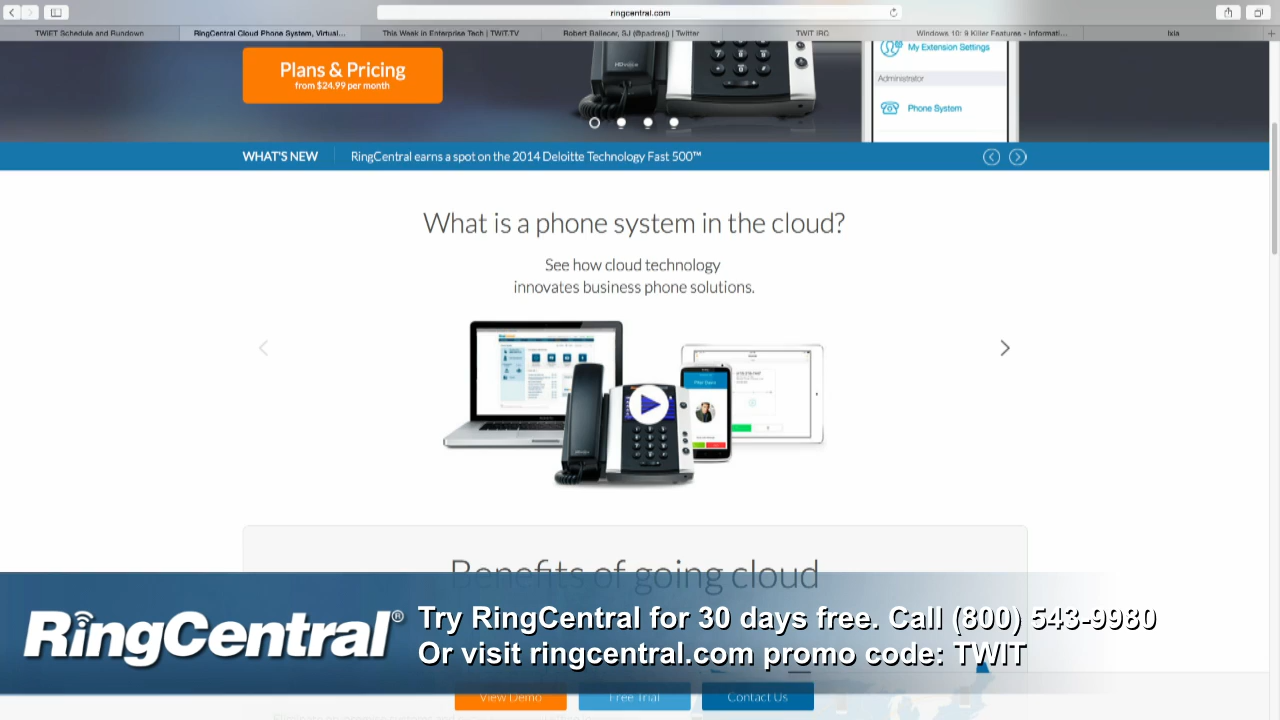 ringcentral.com
TWiET Schedule and Rundown
RingCentral Cloud Phone System, Virtual...
This Week in Enterprise Tech | TWiT.TV
Robert Ballecer, SJ (@padresj) | Twitter
TWiT IRC
Windows 10: 9 Killer Features - Informati...
Ixia
Plans & Pricing
from $24.99 per month
My Extension Settings
Administrator
Phone System
WHAT'S NEW
RingCentral earns a spot on the 2014 Deloitte Technology Fast 500™
What is a phone system in the cloud?
See how cloud technology
innovates business phone solutions.
Benefits of going cloud
RingCentral®
Try RingCentral for 30 days free. Call (800) 543-9980
Or visit ringcentral.com promo code: TWIT
View Demo
Free Trial
Contact Us